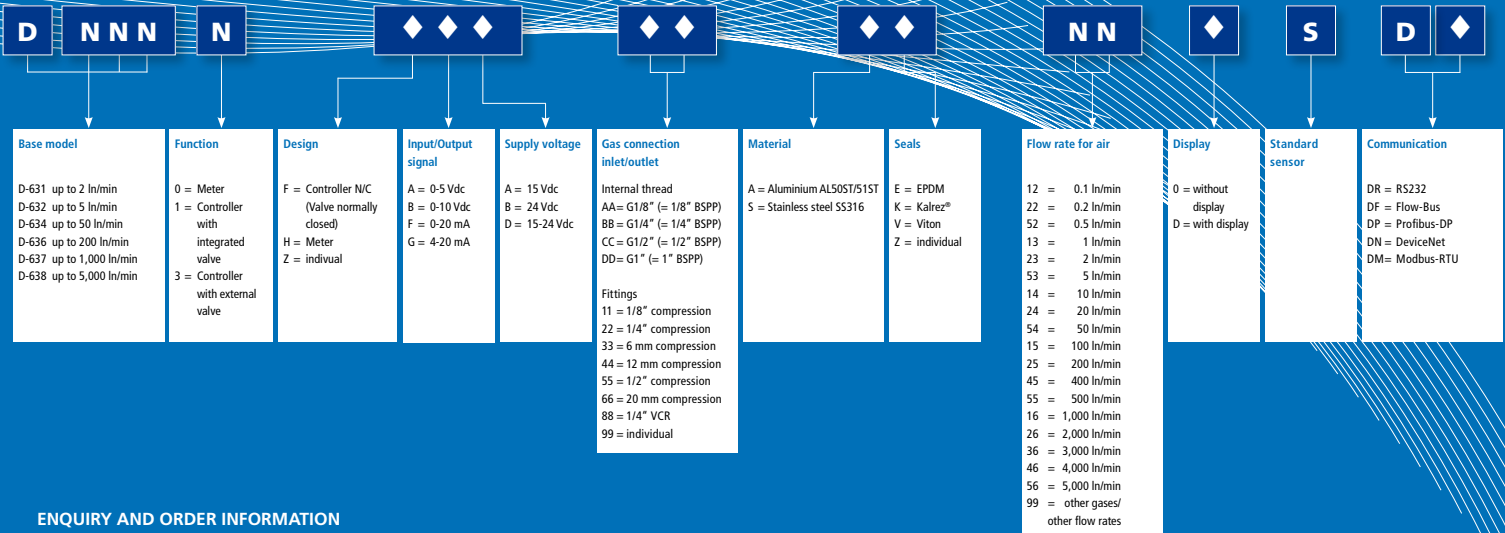 D N N N N ♦ ♦ ♦ ♦ ♦ ♦ ♦ N N ♦ S D ♦
Base model
D-631 up to 2 ln/min
D-632 up to 5 ln/min
D-634 up to 50 ln/min
D-636 up to 200 ln/min
D-637 up to 1,000 ln/min
D-638 up to 5,000 ln/min
Function
0 = Meter
1 = Controller
with
integrated
valve
3 = Controller
with external
valve
Design
F = Controller N/C
(Valve normally
closed)
H = Meter
Z = indivual
Input/Output
signal
A = 0-5 Vdc
B = 0-10 Vdc
F = 0-20 mA
G = 4-20 mA
Supply voltage
A = 15 Vdc
B = 24 Vdc
D = 15-24 Vdc
Gas connection
inlet/outlet
Internal thread
AA= G1/8” (= 1/8” BSPP)
BB = G1/4” (= 1/4” BSPP)
CC = G1/2” (= 1/2” BSPP)
DD= G1” (= 1” BSPP)
Fittings
11 = 1/8” compression
22 = 1/4” compression
33 = 6 mm compression
44 = 12 mm compression
55 = 1/2” compression
66 = 20 mm compression
88 = 1/4” VCR
99 = individual
Material
A = Aluminium AL50ST/51ST
S = Stainless steel SS316
Seals
E = EPDM
K = Kalrez®
V = Viton
Z = individual
Flow rate for air
12 = 0.1 ln/min
22 = 0.2 ln/min
52 = 0.5 ln/min
13 = 1 ln/min
23 = 2 ln/min
53 = 5 ln/min
14 = 10 ln/min
24 = 20 ln/min
54 = 50 ln/min
15 = 100 ln/min
25 = 200 ln/min
45 = 400 ln/min
55 = 500 ln/min
16 = 1,000 ln/min
26 = 2,000 ln/min
36 = 3,000 ln/min
46 = 4,000 ln/min
56 = 5,000 ln/min
99 = other gases/
other flow rates
Display
0 = without
display
D = with display
Standard
sensor
Communication
DR = RS232
DF = Flow-Bus
DP = Profibus-DP
DN = DeviceNet
DM= Modbus-RTU
ENQUIRY AND ORDER INFORMATION